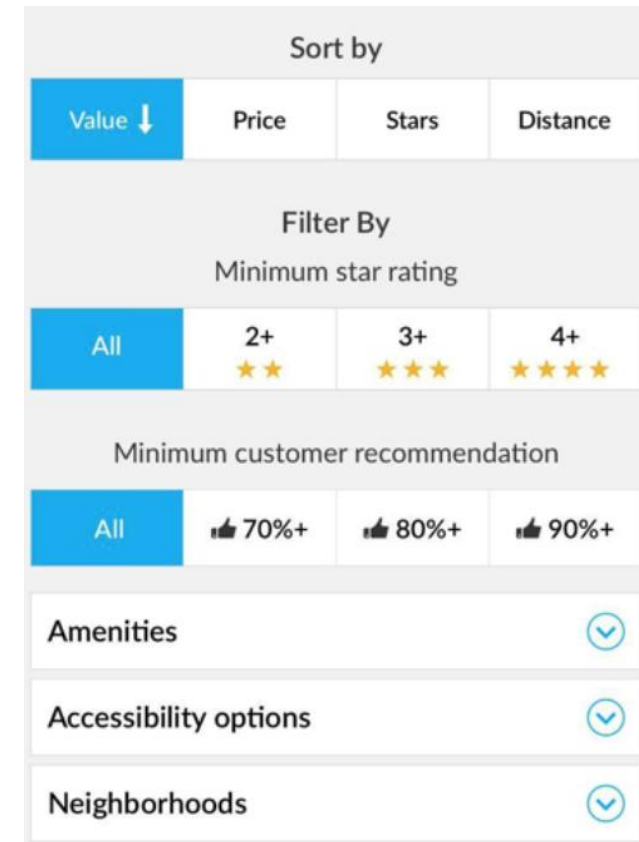 Sort by
Value Price Stars Distance
Filter By
Minimum star rating
All 2+ 3+ 4+
Minimum customer recommendation
All 70%+ 80%+ 90%+
Amenities
Accessibility options
Neighborhoods